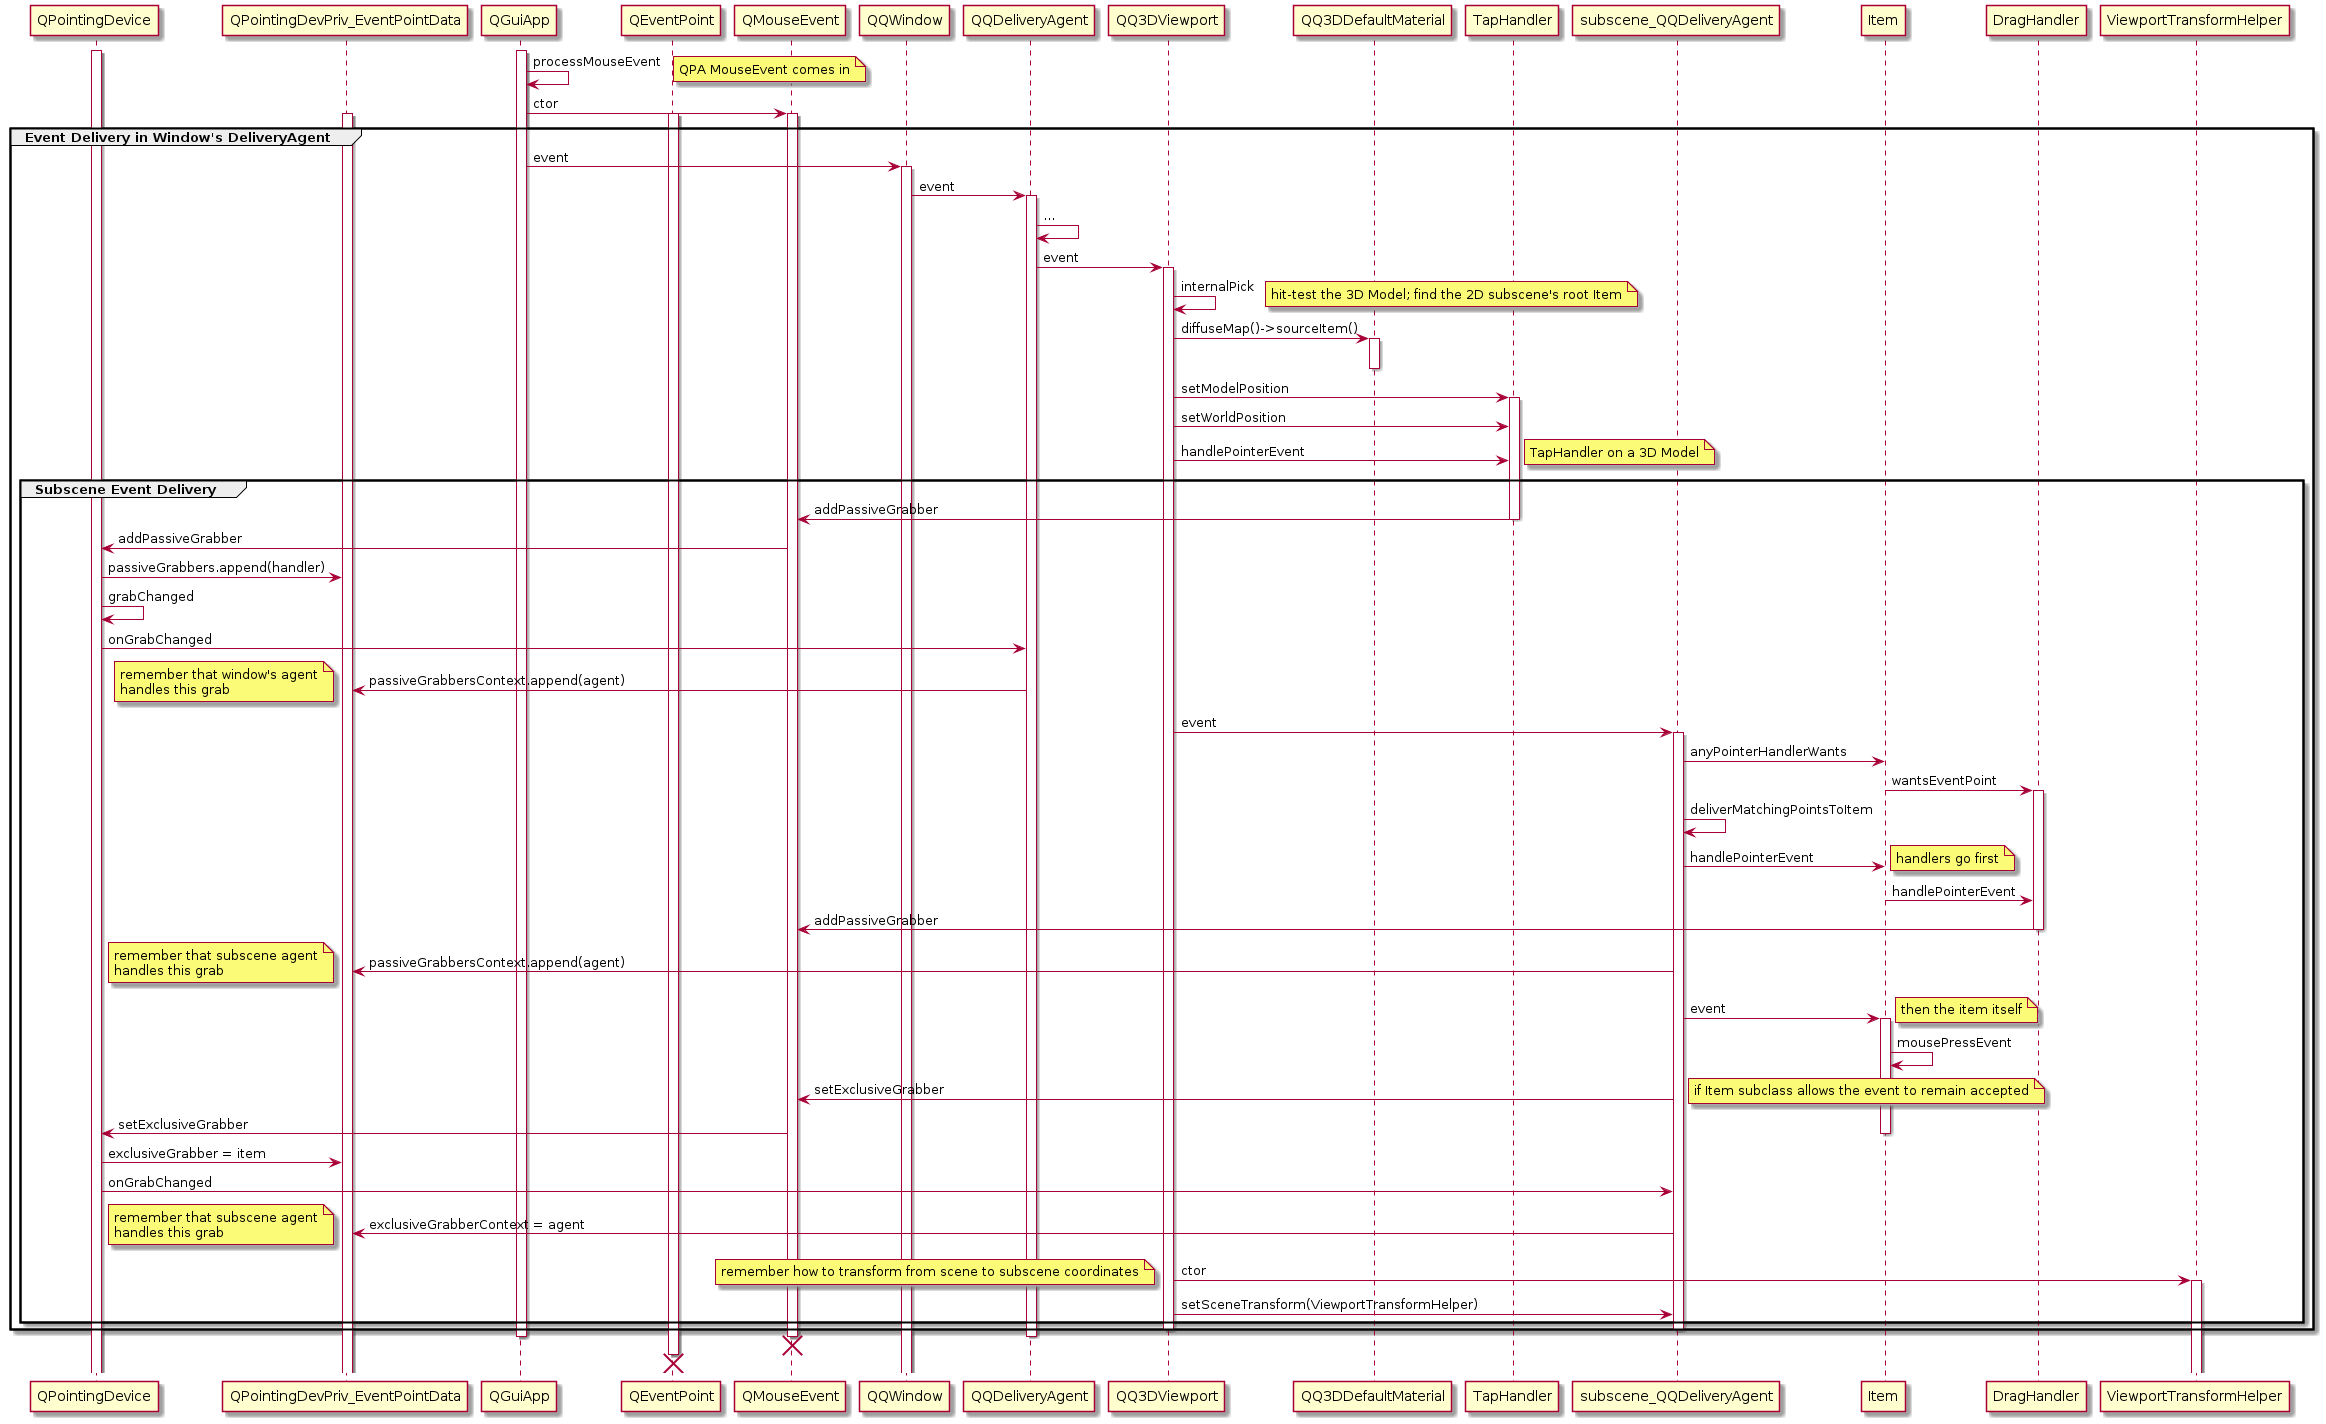 QPointingDevice
QPointingDevPriv_EventPointData
QGuiApp
QEventPoint
QMouseEvent
QQWindow
QQDeliveryAgent
QQ3DViewport
QQ3DDefaultMaterial
TapHandler
subscene_QQDeliveryAgent
Item
DragHandler
ViewportTransformHelper
processMouseEvent
QPA MouseEvent comes in
ctor
Event Delivery in Window's DeliveryAgent
event
event
...
event
internalPick
hit-test the 3D Model; find the 2D subscene's root Item
diffuseMap()->sourceItem()
setModelPosition
setWorldPosition
handlePointerEvent
TapHandler on a 3D Model
Subscene Event Delivery
addPassiveGrabber
addPassiveGrabber
passiveGrabbers.append(handler)
grabChanged
onGrabChanged
remember that window's agent
handles this grab
passiveGrabbersContext.append(agent)
event
anyPointerHandlerWants
wantsEventPoint
deliverMatchingPointsToItem
handlePointerEvent
handlers go first
handlePointerEvent
addPassiveGrabber
remember that subscene agent
handles this grab
passiveGrabbersContext.append(agent)
event
then the item itself
mousePressEvent
setExclusiveGrabber
if Item subclass allows the event to remain accepted
setExclusiveGrabber
exclusiveGrabber = item
onGrabChanged
remember that subscene agent
handles this grab
exclusiveGrabberContext = agent
remember how to transform from scene to subscene coordinates
ctor
setSceneTransform(ViewportTransformHelper)
QPointingDevice
QPointingDevPriv_EventPointData
QGuiApp
QEventPoint
QMouseEvent
QQWindow
QQDeliveryAgent
QQ3DViewport
QQ3DDefaultMaterial
TapHandler
subscene_QQDeliveryAgent
Item
DragHandler
ViewportTransformHelper